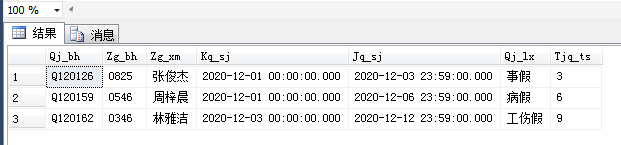 100 %
结果 消息
Qj_bh Zg_bh Zg_xm Kq_sj Jq_sj Qj_lx Tjq_ts
1 Q120126 0825 张俊杰 2020-12-01 00:00:00.000 2020-12-03 23:59:00.000 事假 3
2 Q120159 0546 周梓晨 2020-12-01 00:00:00.000 2020-12-06 23:59:00.000 病假 6
3 Q120162 0346 林雅洁 2020-12-03 00:00:00.000 2020-12-12 23:59:00.000 工伤假 9